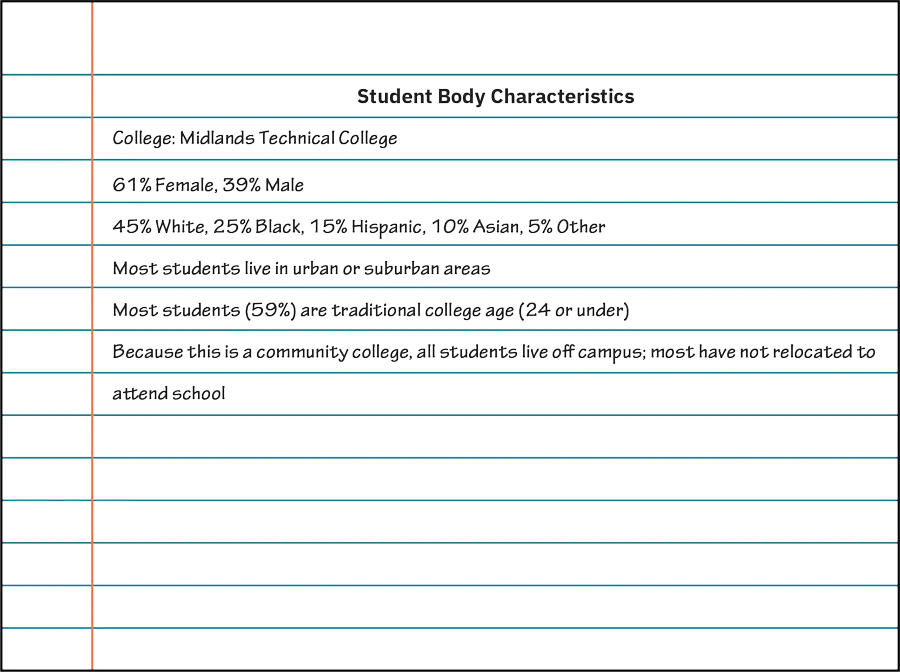 Student Body Characteristics
College: Midlands Technical College
61% Female, 39% Male
45% White, 25% Black, 15% Hispanic, 10% Asian, 5% Other
Most students live in urban or suburban areas
Most students (59%) are traditional college age (24 or under)
Because this is a community college, all students live off campus; most have not relocated to
attend school